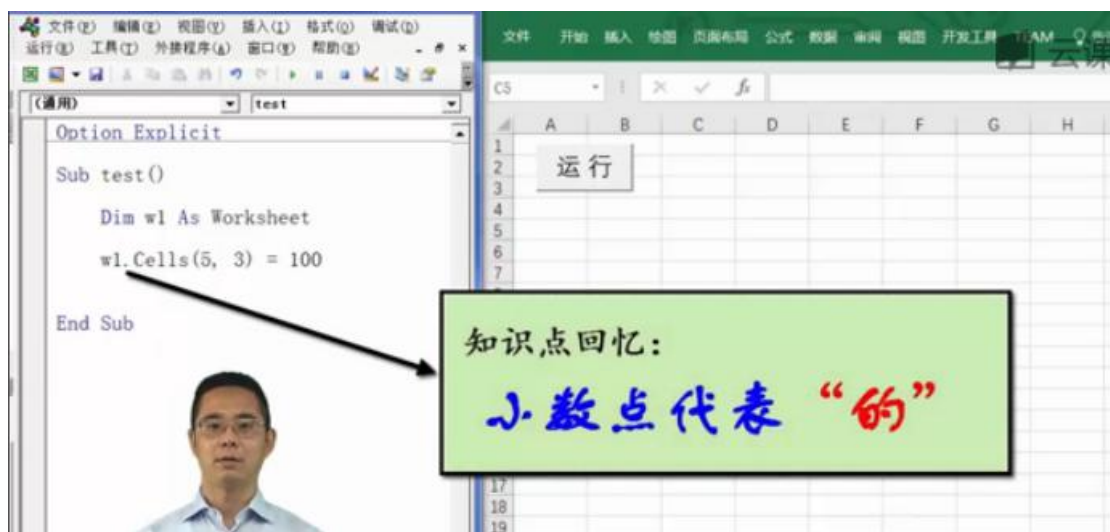 文件(F) 编辑(E) 视图(V) 插入(I) 格式(O) 调试(D)
运行(R) 工具(T) 外接程序(A) 窗口(W) 帮助(H)
(通用) test
Option Explicit
Sub test()
Dim w1 As Worksheet
w1.Cells(5, 3) = 100
End Sub
文件 开始 插入 绘图 页面布局 公式 数据 审阅 视图 开发工具 TEAM
云课
C5 fx
A B C D E F G H
1
2
3
4
5
6
7
运行
知识点回忆:
小数点代表“的”
17
18
19